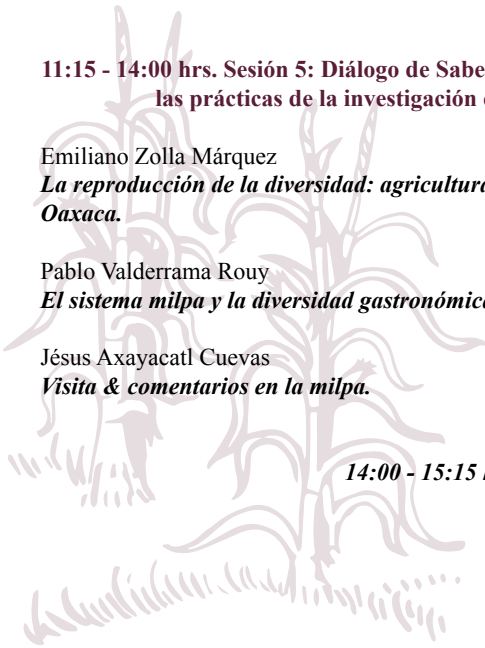 11:15 - 14:00 hrs. Sesión 5: Diálogo de Sabe
las prácticas de la investigación
Emiliano Zolla Márquez
La reproducción de la diversidad: agricultura
Oaxaca.
Pablo Valderrama Rouy
El sistema milpa y la diversidad gastronómica
Jésus Axayacatl Cuevas
Visita & comentarios en la milpa.
14:00 - 15:15